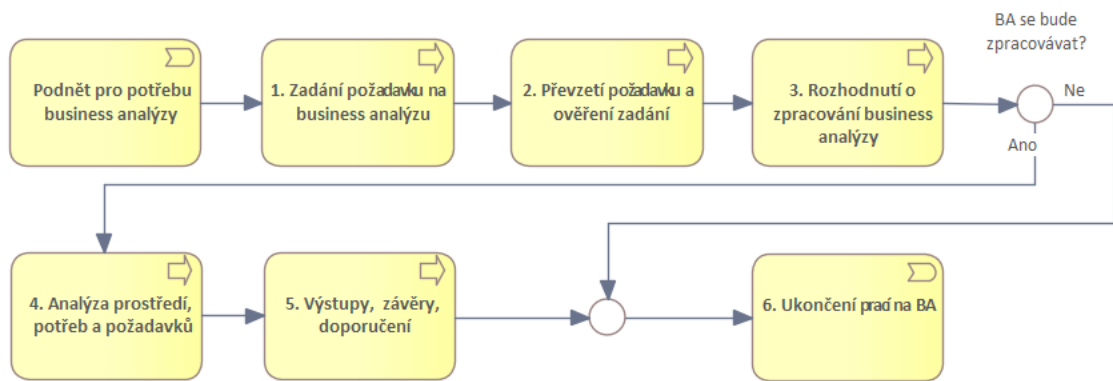 BA se bude
zpracovávat?
Podnět pro potřebu
business analýzy
1. Zadání požadavku na
business analýzu
2. Převzetí požadavku a
ověření zadání
3. Rozhodnutí o
zpracování business
analýzy
Ne
Ano
4. Analýza prostředí,
potřeb a požadavků
5. Výstupy, závěry,
doporučení
6. Ukončení prací na BA